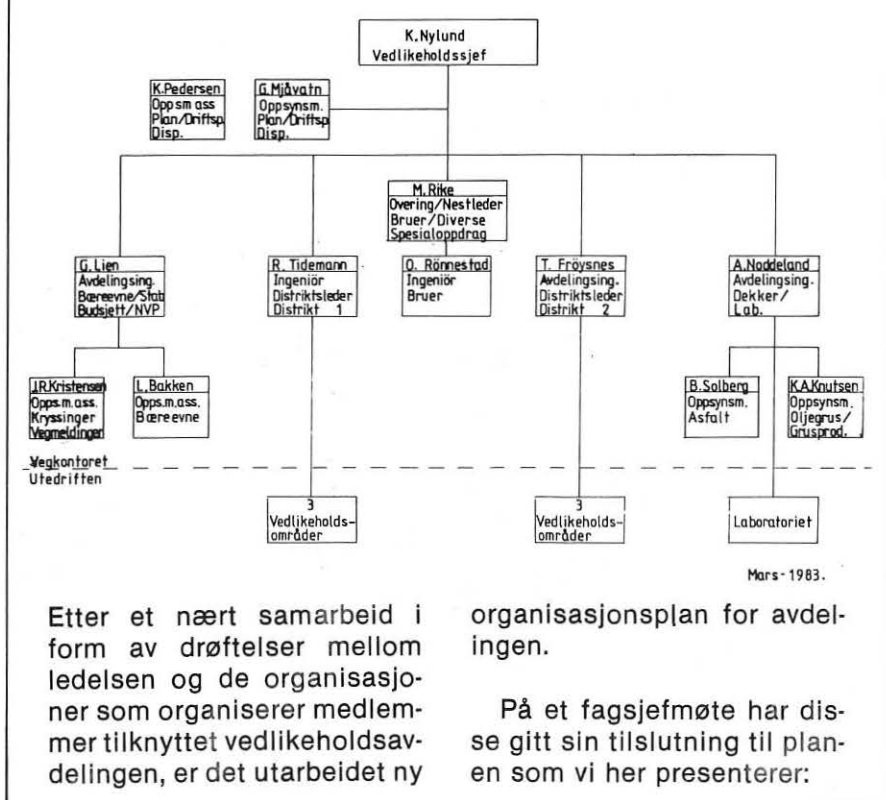 K.Nylund
Vedlikeholdssjef
K.Pedersen
Oppsm ass
Plan/Driftsp
Disp.
G.Mjåvatn
Oppsynsm.
Plan/Driftsp
Disp.
M.Rike
Overing/Nestleder
Bruer/Diverse
Spesialoppdrag
G.Lien
Avdelingsing.
Bæreevne/Stab
Budsjett/NVP
R. Tidemann
Ingeniör
Distriktsleder
Distrikt 1
O. Rönnestad
Ingeniör
Bruer
T. Fröysnes
Avdelingsing.
Distriktsleder
Distrikt 2
A.Noddeland
Avdelingsing.
Dekker/
Lab.
J.R.Kristensen
Opps.m.ass.
Kryssinger
Vegmeldinger
L.Bakken
Opps.m.ass.
Bæreevne
B.Solberg
Oppsynsm.
Asfalt
K.A.Knutsen
Oppsynsm.
Oljegrus/
Grusprod.
Vegkontoret
Utedriften
3
Vedlikeholds-
områder
3
Vedlikeholds-
områder
Laboratoriet
Mars-1983.
Etter et nært samarbeid i
form av drøftelser mellom
ledelsen og de organisasjo-
ner som organiserer medlem-
mer tilknyttet vedlikeholdsav-
delingen, er det utarbeidet ny
organisasjonsplan for avdel-
ingen.
På et fagsjefmøte har dis-
se gitt sin tilslutning til plan-
en som vi her presenterer: